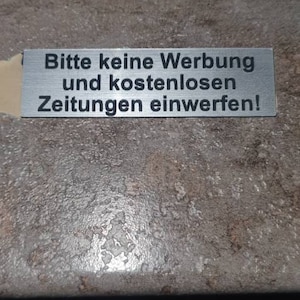 Bitte keine Werbung
und kostenlosen
Zeitungen einwerfen!